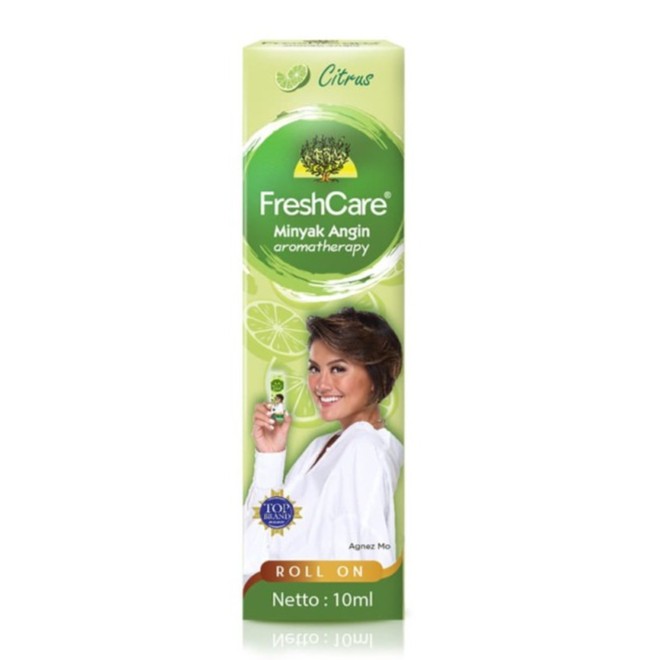 Citrus
FreshCare®
Minyak Angin
aromatherapy
TOP
BRAND
Agnez Mo
ROLL ON
Netto : 10ml